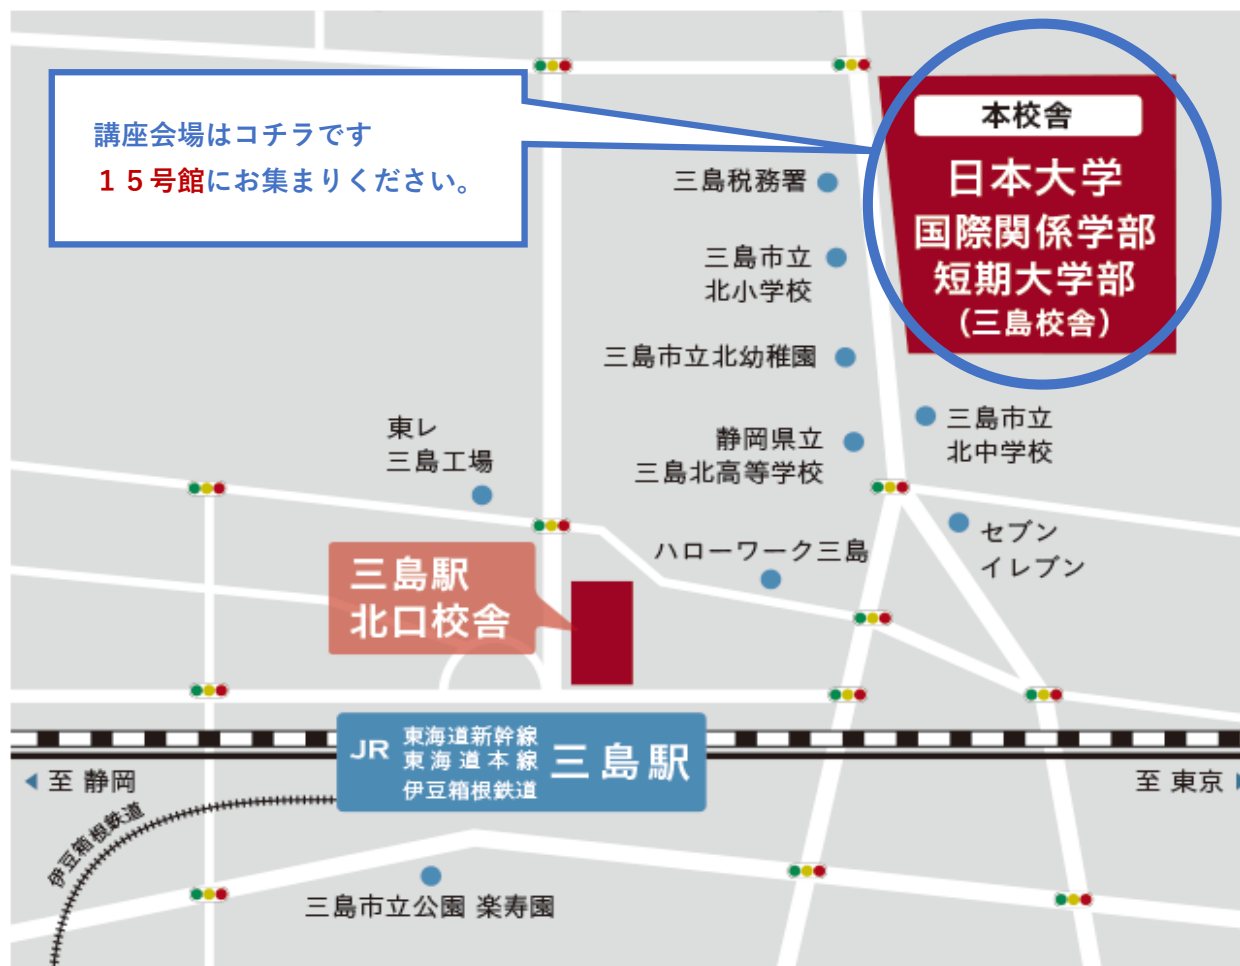 講座会場はコチラです
１５号館にお集まりください。
本校舎
日本大学
国際関係学部
短期大学部
（三島校舎）
三島税務署
三島市立
北小学校
三島市立北幼稚園
静岡県立
三島北高等学校
三島市立
北中学校
東レ
三島工場
セブン
イレブン
ハローワーク三島
三島駅
北口校舎
JR
東海道新幹線
東海道本線
伊豆箱根鉄道
三島駅
至 静岡
至 東京
伊豆箱根鉄道
三島市立公園 楽寿園